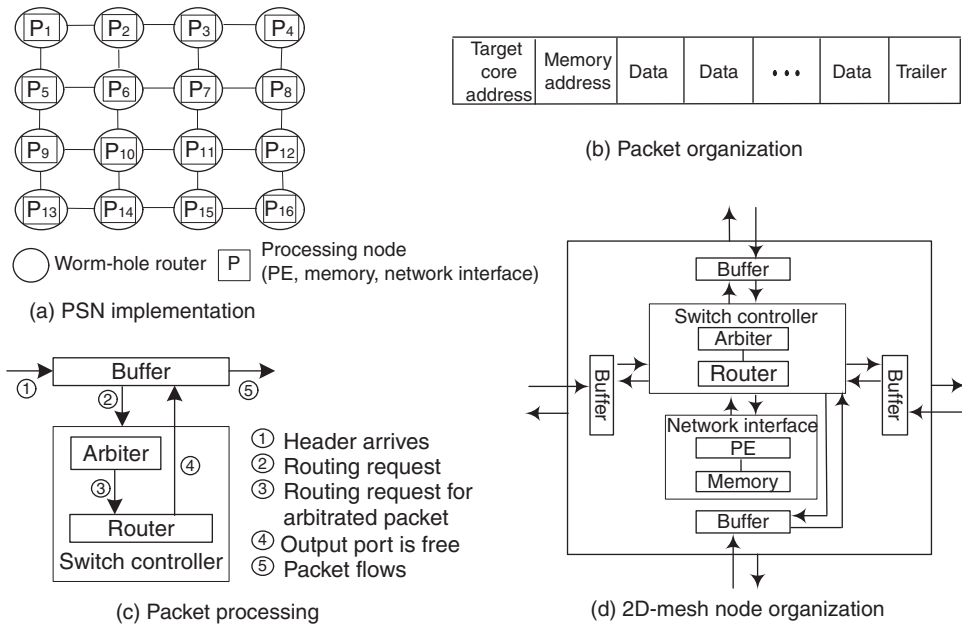 P1 P2 P3 P4
P5 P6 P7 P8
P9 P10 P11 P12
P13 P14 P15 P16
Worm-hole router
P
Processing node
(PE, memory, network interface)
(a) PSN implementation
Target
core
address
Memory
address
Data
Data
•••
Data
Trailer
(b) Packet organization
Buffer
1
5
2
Arbiter
3
4
Router
Switch controller
1 Header arrives
2 Routing request
3 Routing request for
arbitrated packet
4 Output port is free
5 Packet flows
(c) Packet processing
Buffer
Switch controller
Arbiter
Router
Buffer
Buffer
Network interface
PE
Memory
Buffer
(d) 2D-mesh node organization